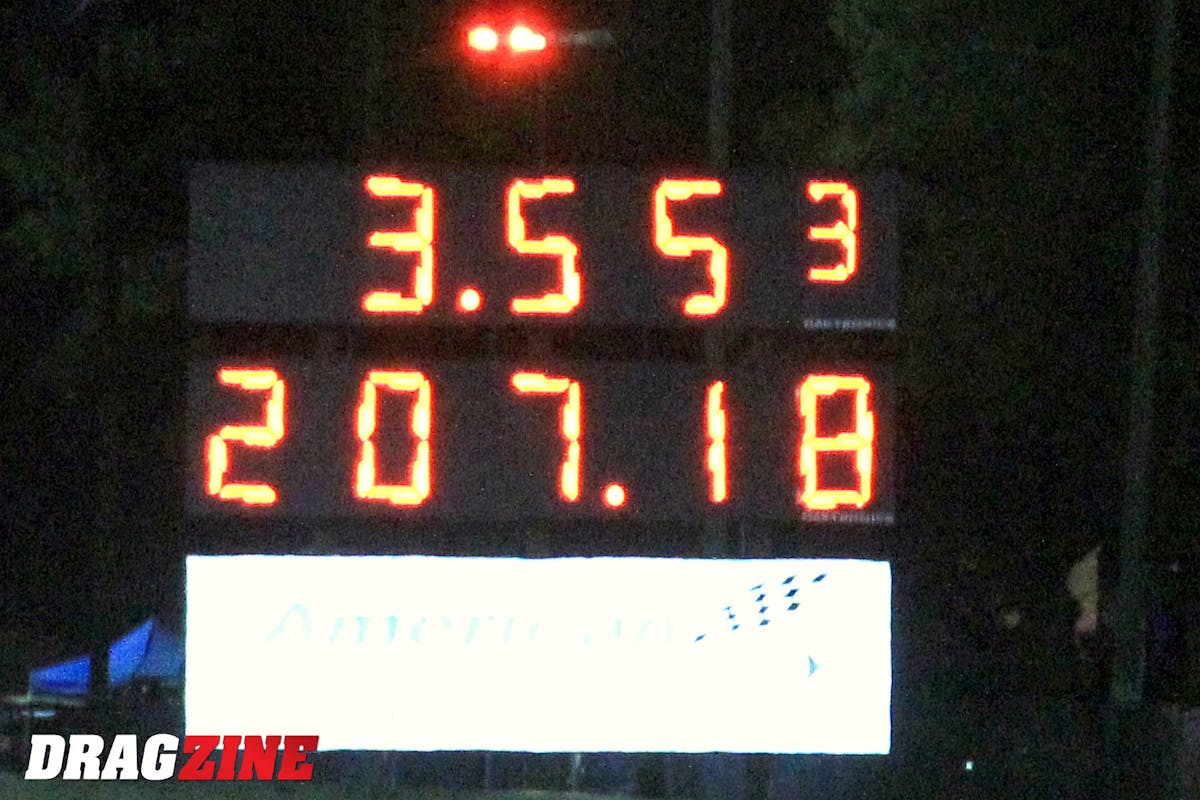 3.553
207.18
American
DRAGZINE